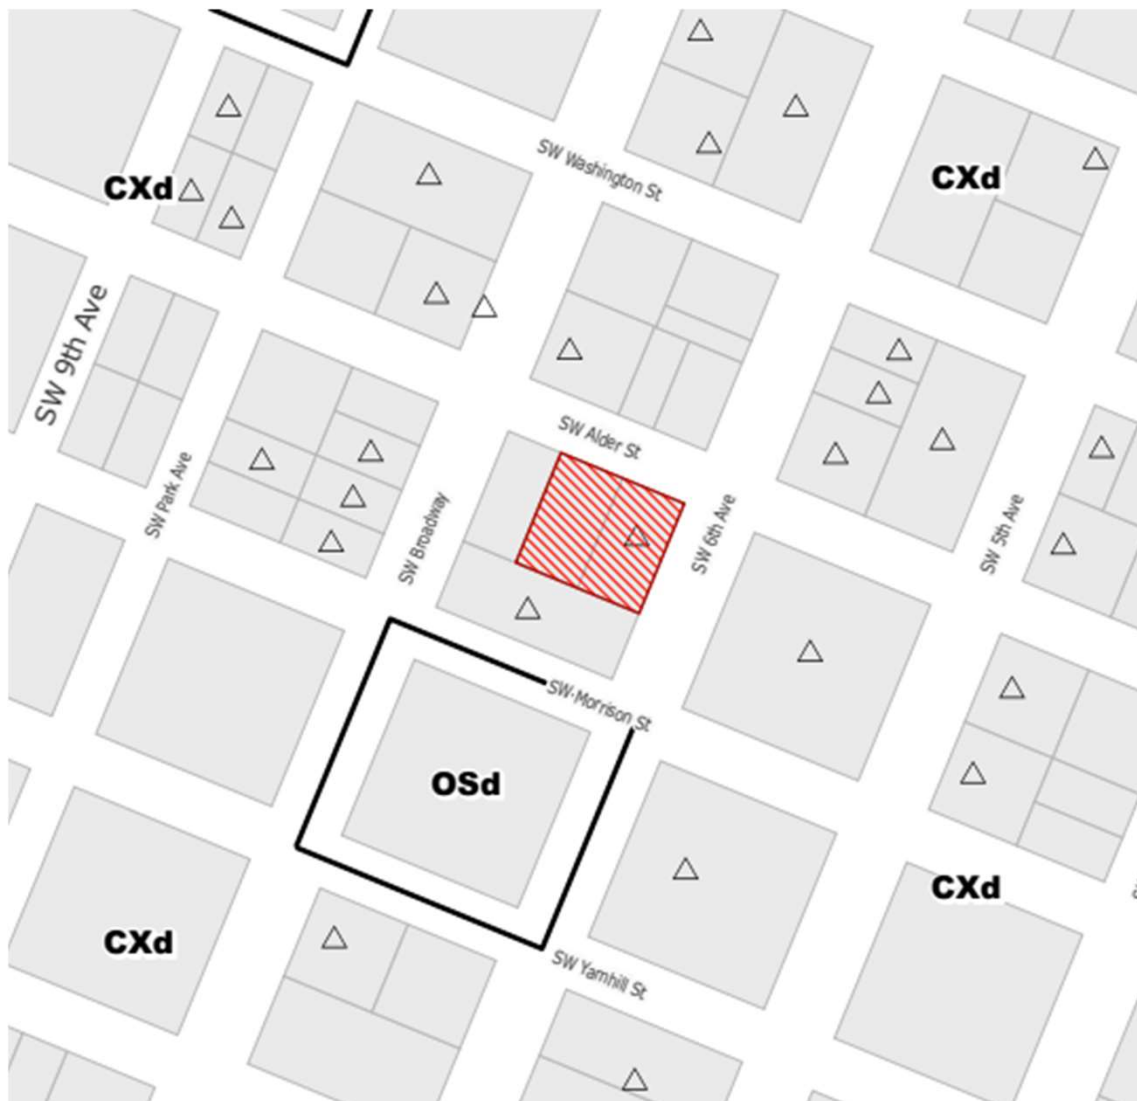 SW Washington St
CXd
CXd
SW 9th Ave
SW Alder St
SW Park Ave
SW Broadway
SW 6th Ave
SW 5th Ave
SW Morrison St
OSd
CXd
CXd
SW Yamhill St